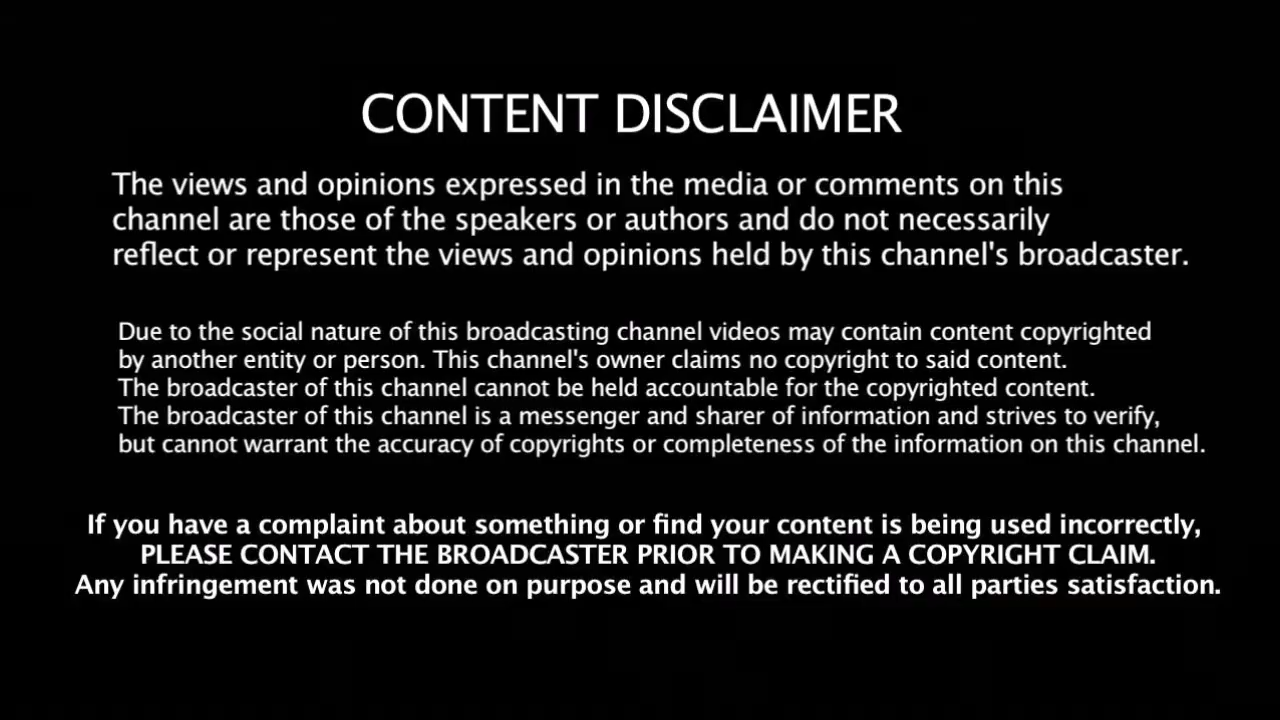 CONTENT DISCLAIMER
The views and opinions expressed in the media or comments on this
channel are those of the speakers or authors and do not necessarily
reflect or represent the views and opinions held by this channel's broadcaster.
Due to the social nature of this broadcasting channel videos may contain content copyrighted
by another entity or person. This channel's owner claims no copyright to said content.
The broadcaster of this channel cannot be held accountable for the copyrighted content.
The broadcaster of this channel is a messenger and sharer of information and strives to verify,
but cannot warrant the accuracy of copyrights or completeness of the information on this channel.
If you have a complaint about something or find your content is being used incorrectly,
PLEASE CONTACT THE BROADCASTER PRIOR TO MAKING A COPYRIGHT CLAIM.
Any infringement was not done on purpose and will be rectified to all parties satisfaction.